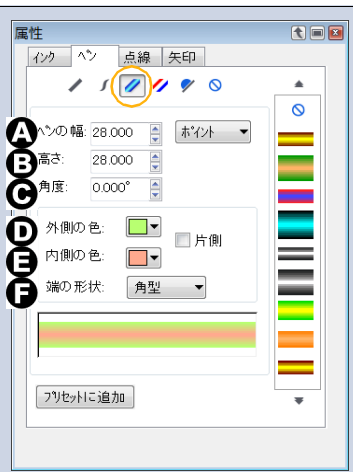 属性
インク ペン 点線 矢印
A ペンの幅: 28.000 ポイント
B 高さ: 28.000
C 角度: 0.000°
D 外側の色:
片側
E 内側の色:
F 端の形状: 角型
プリセットに追加